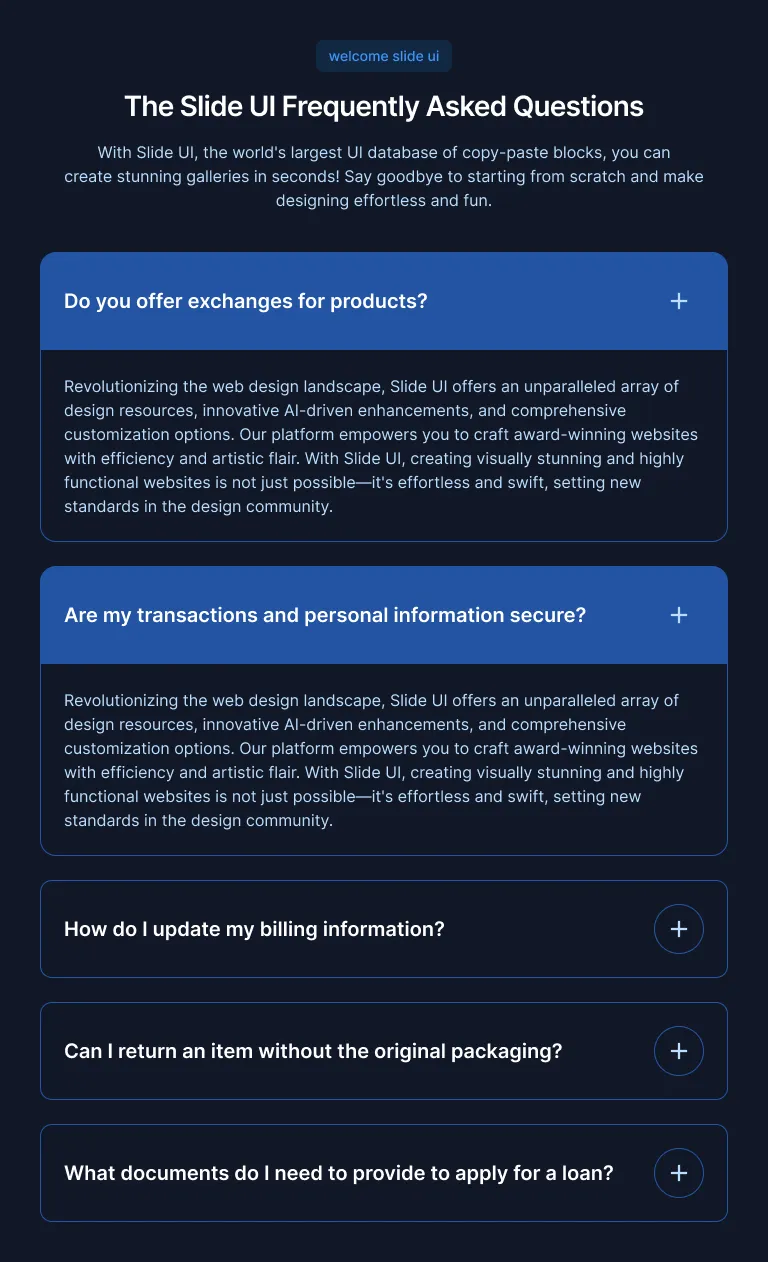 welcome slide ui
The Slide UI Frequently Asked Questions
With Slide UI, the world's largest UI database of copy-paste blocks, you can
create stunning galleries in seconds! Say goodbye to starting from scratch and make
designing effortless and fun.
Do you offer exchanges for products?
Revolutionizing the web design landscape, Slide UI offers an unparalleled array of
design resources, innovative AI-driven enhancements, and comprehensive
customization options. Our platform empowers you to craft award-winning websites
with efficiency and artistic flair. With Slide UI, creating visually stunning and highly
functional websites is not just possible—it's effortless and swift, setting new
standards in the design community.
Are my transactions and personal information secure?
Revolutionizing the web design landscape, Slide UI offers an unparalleled array of
design resources, innovative AI-driven enhancements, and comprehensive
customization options. Our platform empowers you to craft award-winning websites
with efficiency and artistic flair. With Slide UI, creating visually stunning and highly
functional websites is not just possible—it's effortless and swift, setting new
standards in the design community.
How do I update my billing information?
Can I return an item without the original packaging?
What documents do I need to provide to apply for a loan?